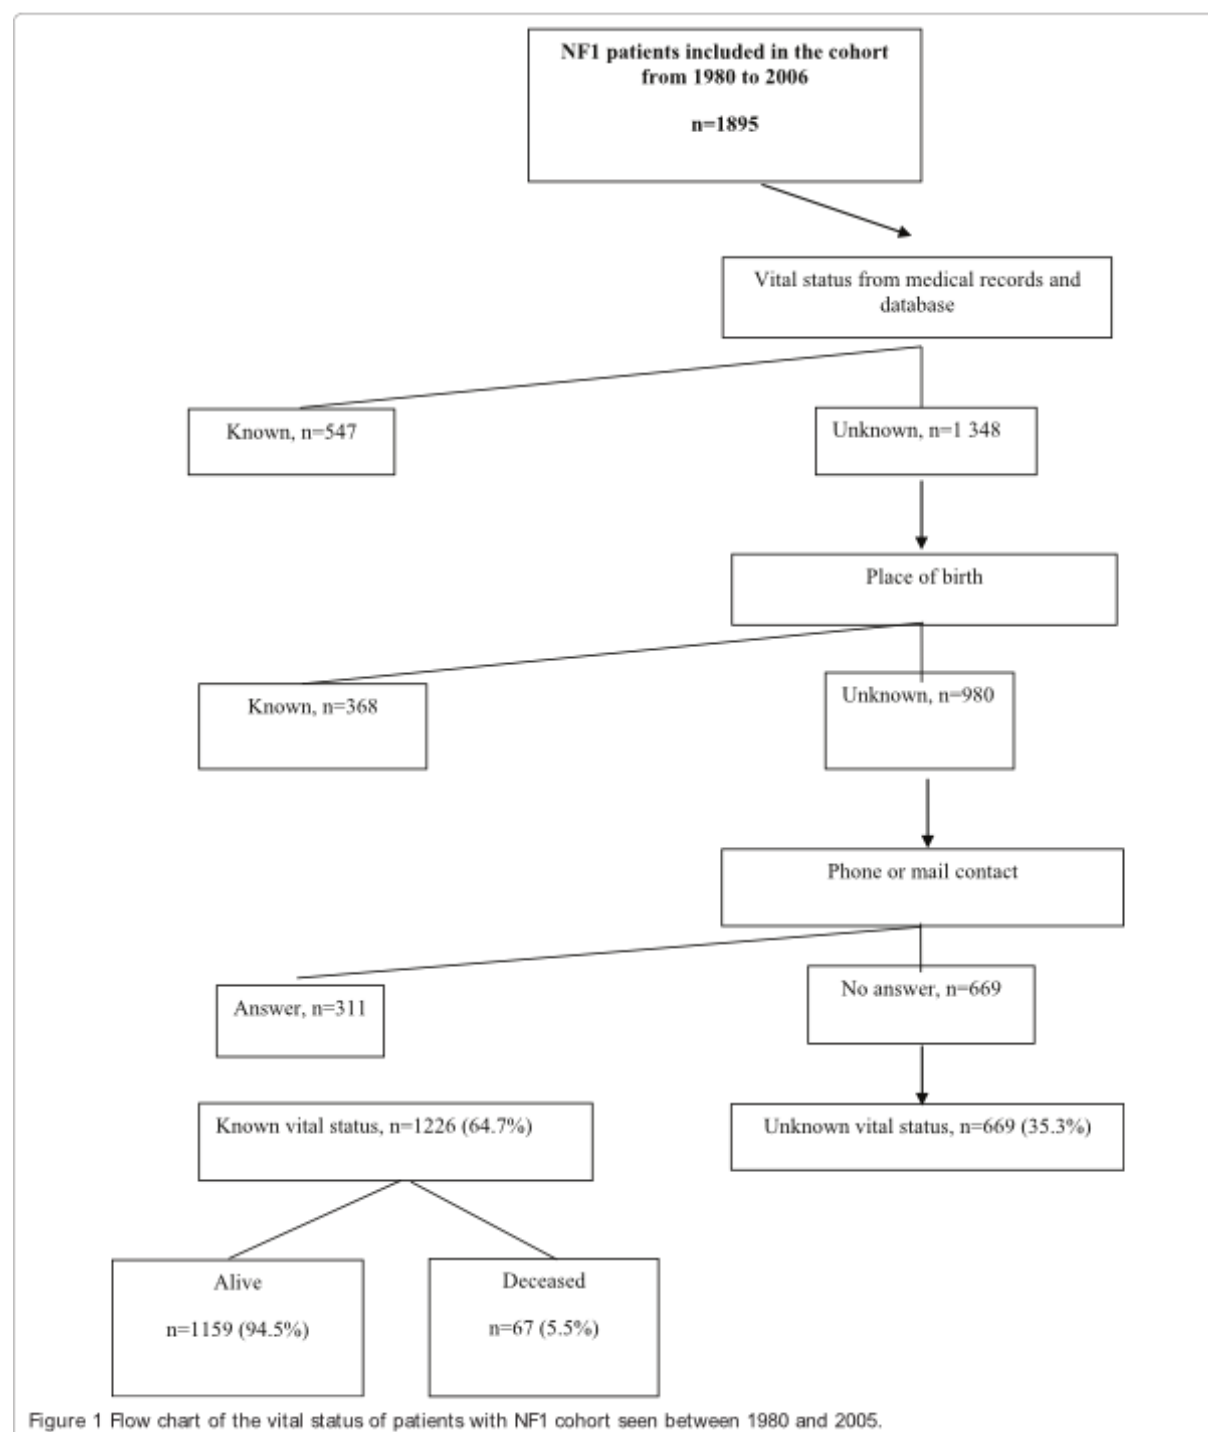 NF1 patients included in the cohort
from 1980 to 2006
n=1895
Vital status from medical records and
database
Known, n=547
Unknown, n=1 348
Place of birth
Known, n=368
Unknown, n=980
Phone or mail contact
Answer, n=311
No answer, n=669
Known vital status, n=1226 (64.7%)
Unknown vital status, n=669 (35.3%)
Alive
n=1159 (94.5%)
Deceased
n=67 (5.5%)
Figure 1 Flow chart of the vital status of patients with NF1 cohort seen between 1980 and 2005.